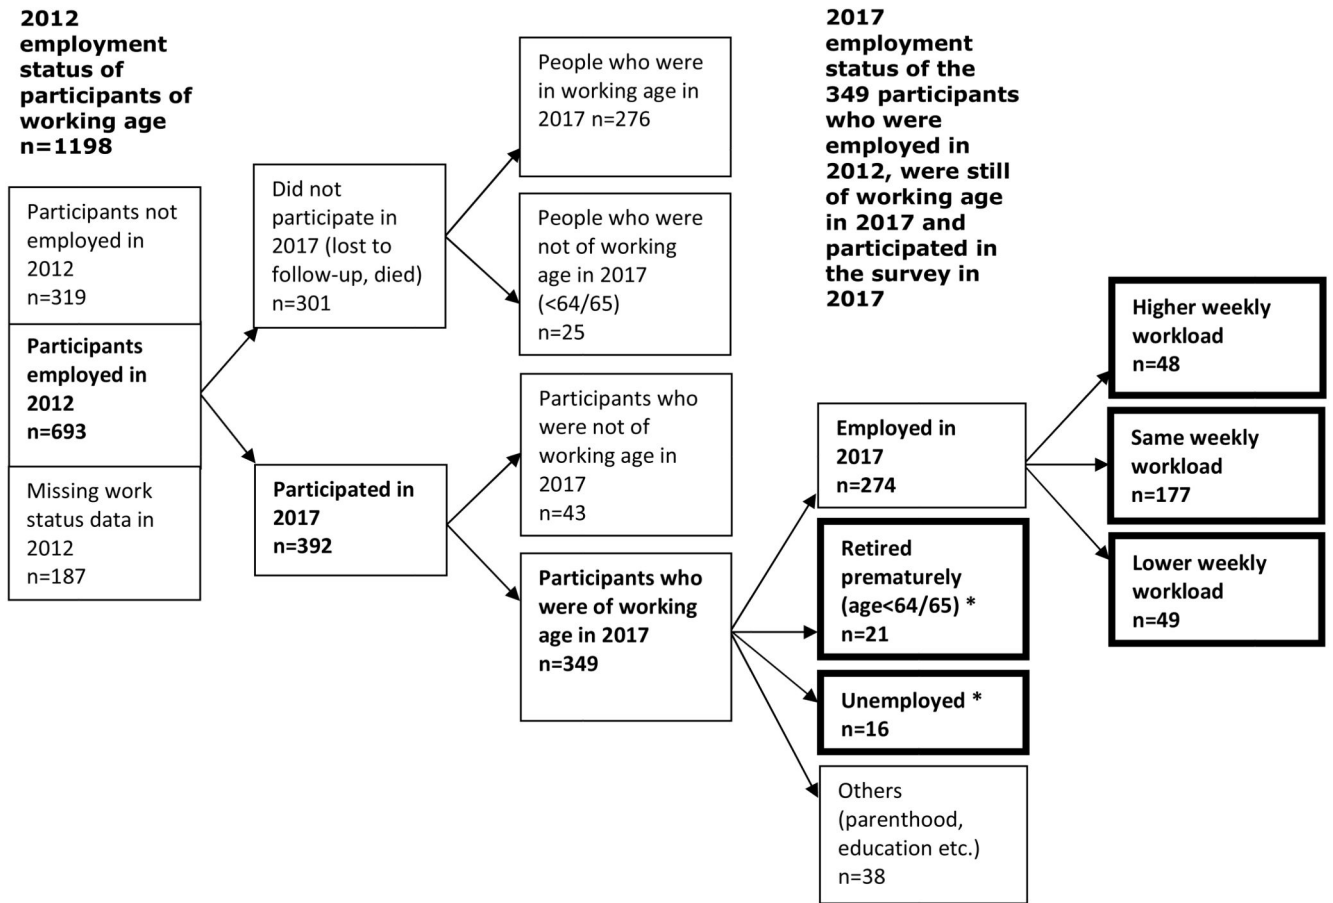 2012
employment
status of
participants of
working age
n=1198
Participants not
employed in
2012
n=319
Participants
employed in
2012
n=693
Missing work
status data in
2012
n=187
Did not
participate in
2017 (lost to
follow-up, died)
n=301
Participated in
2017
n=392
People who were
in working age in
2017 n=276
People who were
not of working
age in 2017
(<64/65)
n=25
Participants who
were not of
working age in
2017
n=43
Participants who
were of working
age in 2017
n=349
2017
employment
status of the
349 participants
who were
employed in
2012, were still
of working age
in 2017 and
participated in
the survey in
2017
Employed in
2017
n=274
Retired
prematurely
(age<64/65) *
n=21
Unemployed *
n=16
Others
(parenthood,
education etc.)
n=38
Higher weekly
workload
n=48
Same weekly
workload
n=177
Lower weekly
workload
n=49